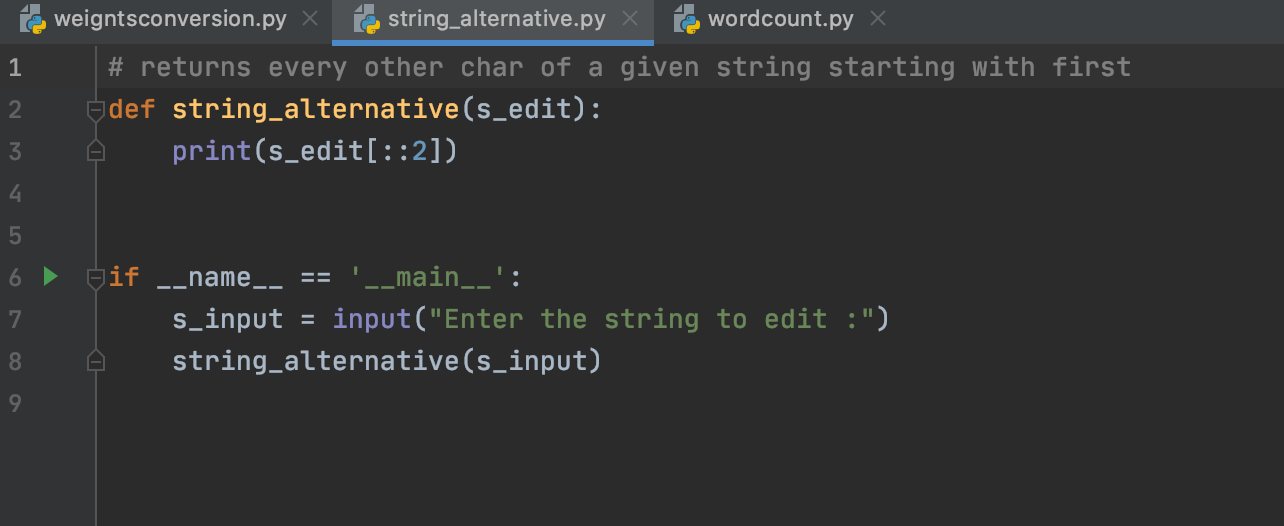 weigntsconversion.py string_alternative.py wordcount.py
1 # returns every other char of a given string starting with first
2 def string_alternative(s_edit):
3     print(s_edit[::2])
4
5
6 if __name__ == '__main__':
7     s_input = input("Enter the string to edit :")
8     string_alternative(s_input)
9